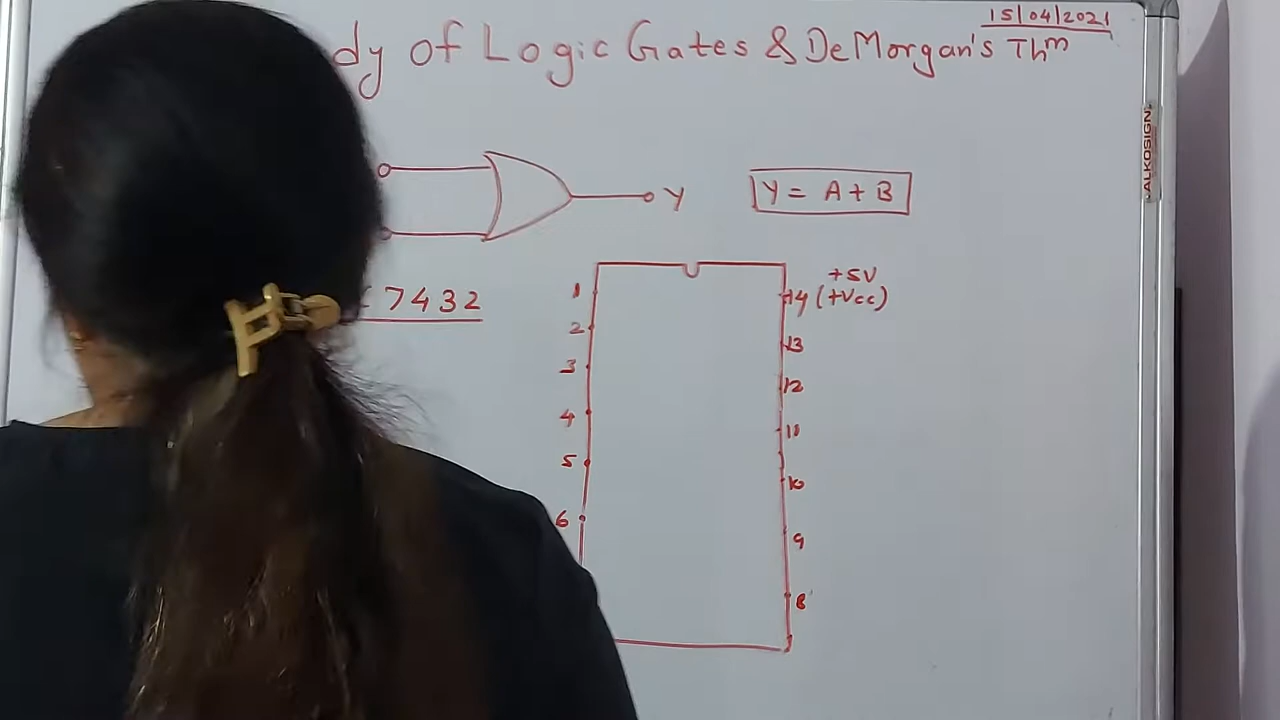 15/04/2021
dy of Logic Gates & DeMorgan's Thm
Y
Y = A + B
7432
1
2
3
4
5
6
+5V
14 (+Vcc)
13
12
11
10
9
8
ALKOSIGN